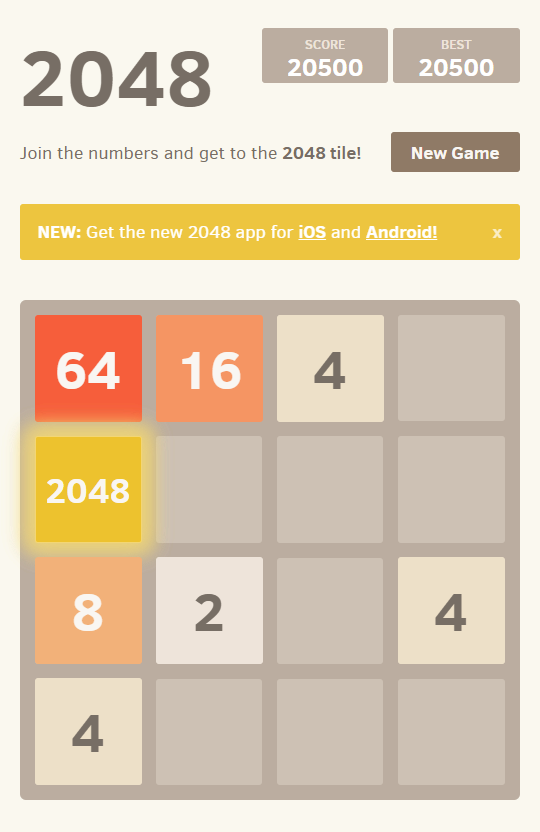 2048
SCORE
20500
BEST
20500
Join the numbers and get to the 2048 tile!
New Game
NEW: Get the new 2048 app for iOS and Android!
x
64 16 4
2048
8 2 4
4